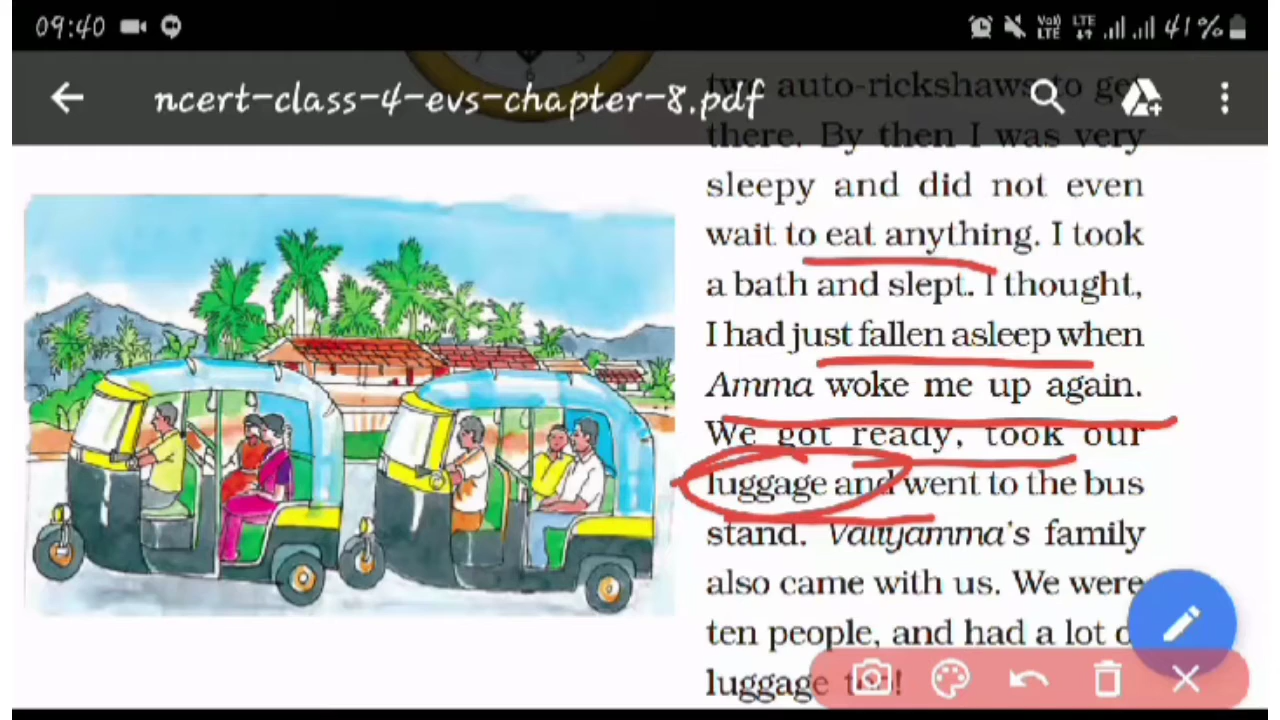 09:40
41%
ncert-class-4-evs-chapter-8.pdf
two auto-rickshaws to get
there. By then I was very
sleepy and did not even
wait to eat anything. I took
a bath and slept. I thought,
I had just fallen asleep when
Amma woke me up again.
We got ready, took our
luggage and went to the bus
stand. Valiyamma's family
also came with us. We were
ten people, and had a lot
luggage too!